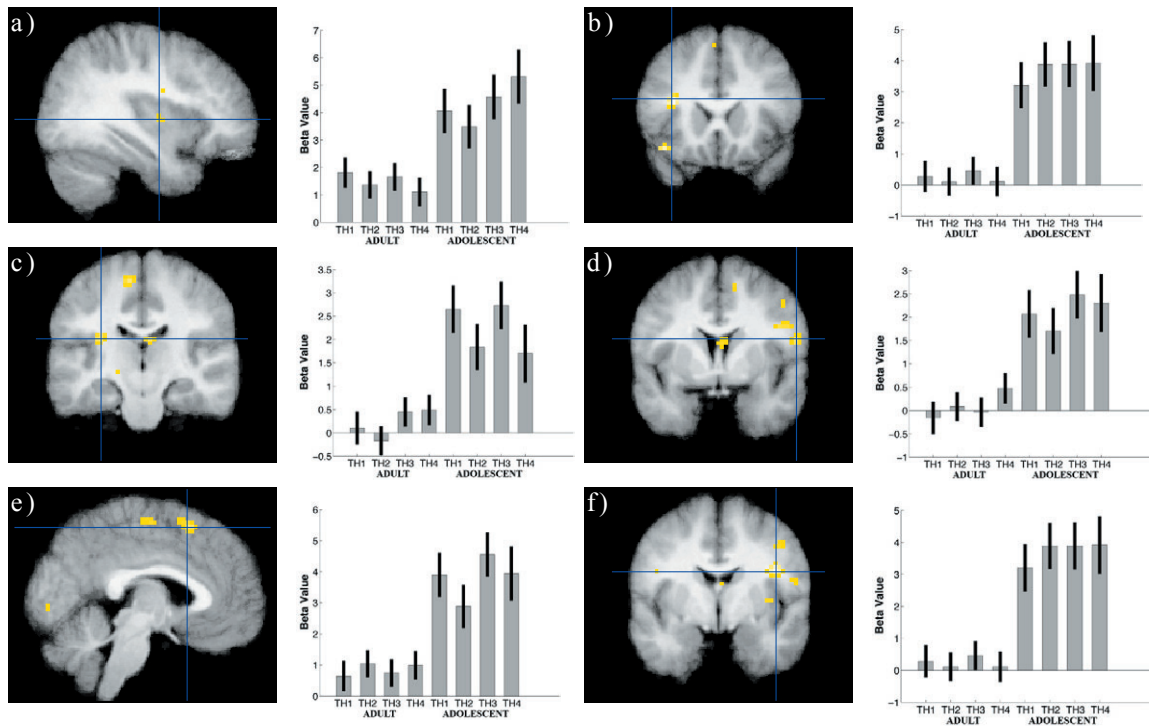 a)
7
6
5
4
3
2
1
0
Beta Value
TH1 TH2 TH3 TH4 TH1 TH2 TH3 TH4
ADULT ADOLESCENT
b)
5
4
3
2
1
0
−1
Beta Value
TH1 TH2 TH3 TH4 TH1 TH2 TH3 TH4
ADULT ADOLESCENT
c)
3.5
3
2.5
2
1.5
1
0.5
0
−0.5
Beta Value
TH1 TH2 TH3 TH4 TH1 TH2 TH3 TH4
ADULT ADOLESCENT
d)
3
2.5
2
1.5
1
0.5
0
−0.5
−1
Beta Value
TH1 TH2 TH3 TH4 TH1 TH2 TH3 TH4
ADULT ADOLESCENT
e)
6
5
4
3
2
1
0
Beta Value
TH1 TH2 TH3 TH4 TH1 TH2 TH3 TH4
ADULT ADOLESCENT
f)
5
4
3
2
1
0
−1
Beta Value
TH1 TH2 TH3 TH4 TH1 TH2 TH3 TH4
ADULT ADOLESCENT